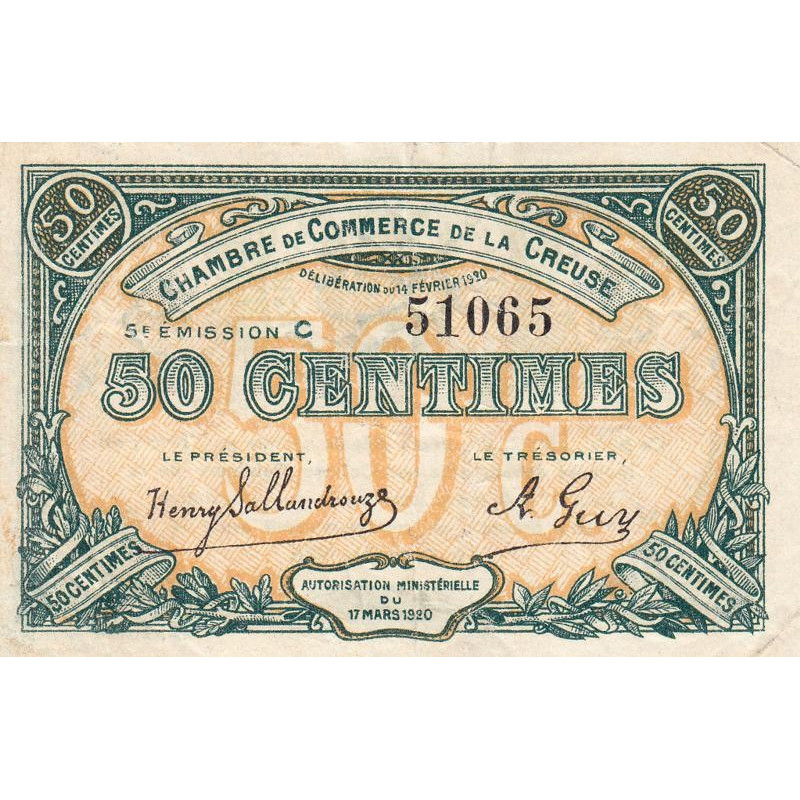 50
CENTIMES
50
CENTIMES
CHAMBRE DE COMMERCE DE LA CREUSE
DÉLIBÉRATION DU 14 FÉVRIER 1920
5E EMISSION C 51065
50 C
50 CENTIMES
LE PRÉSIDENT, LE TRÉSORIER,
Henry Sallandrouze A. Guy
50 CENTIMES
50 CENTIMES
AUTORISATION MINISTÉRIELLE
DU
17 MARS 1920